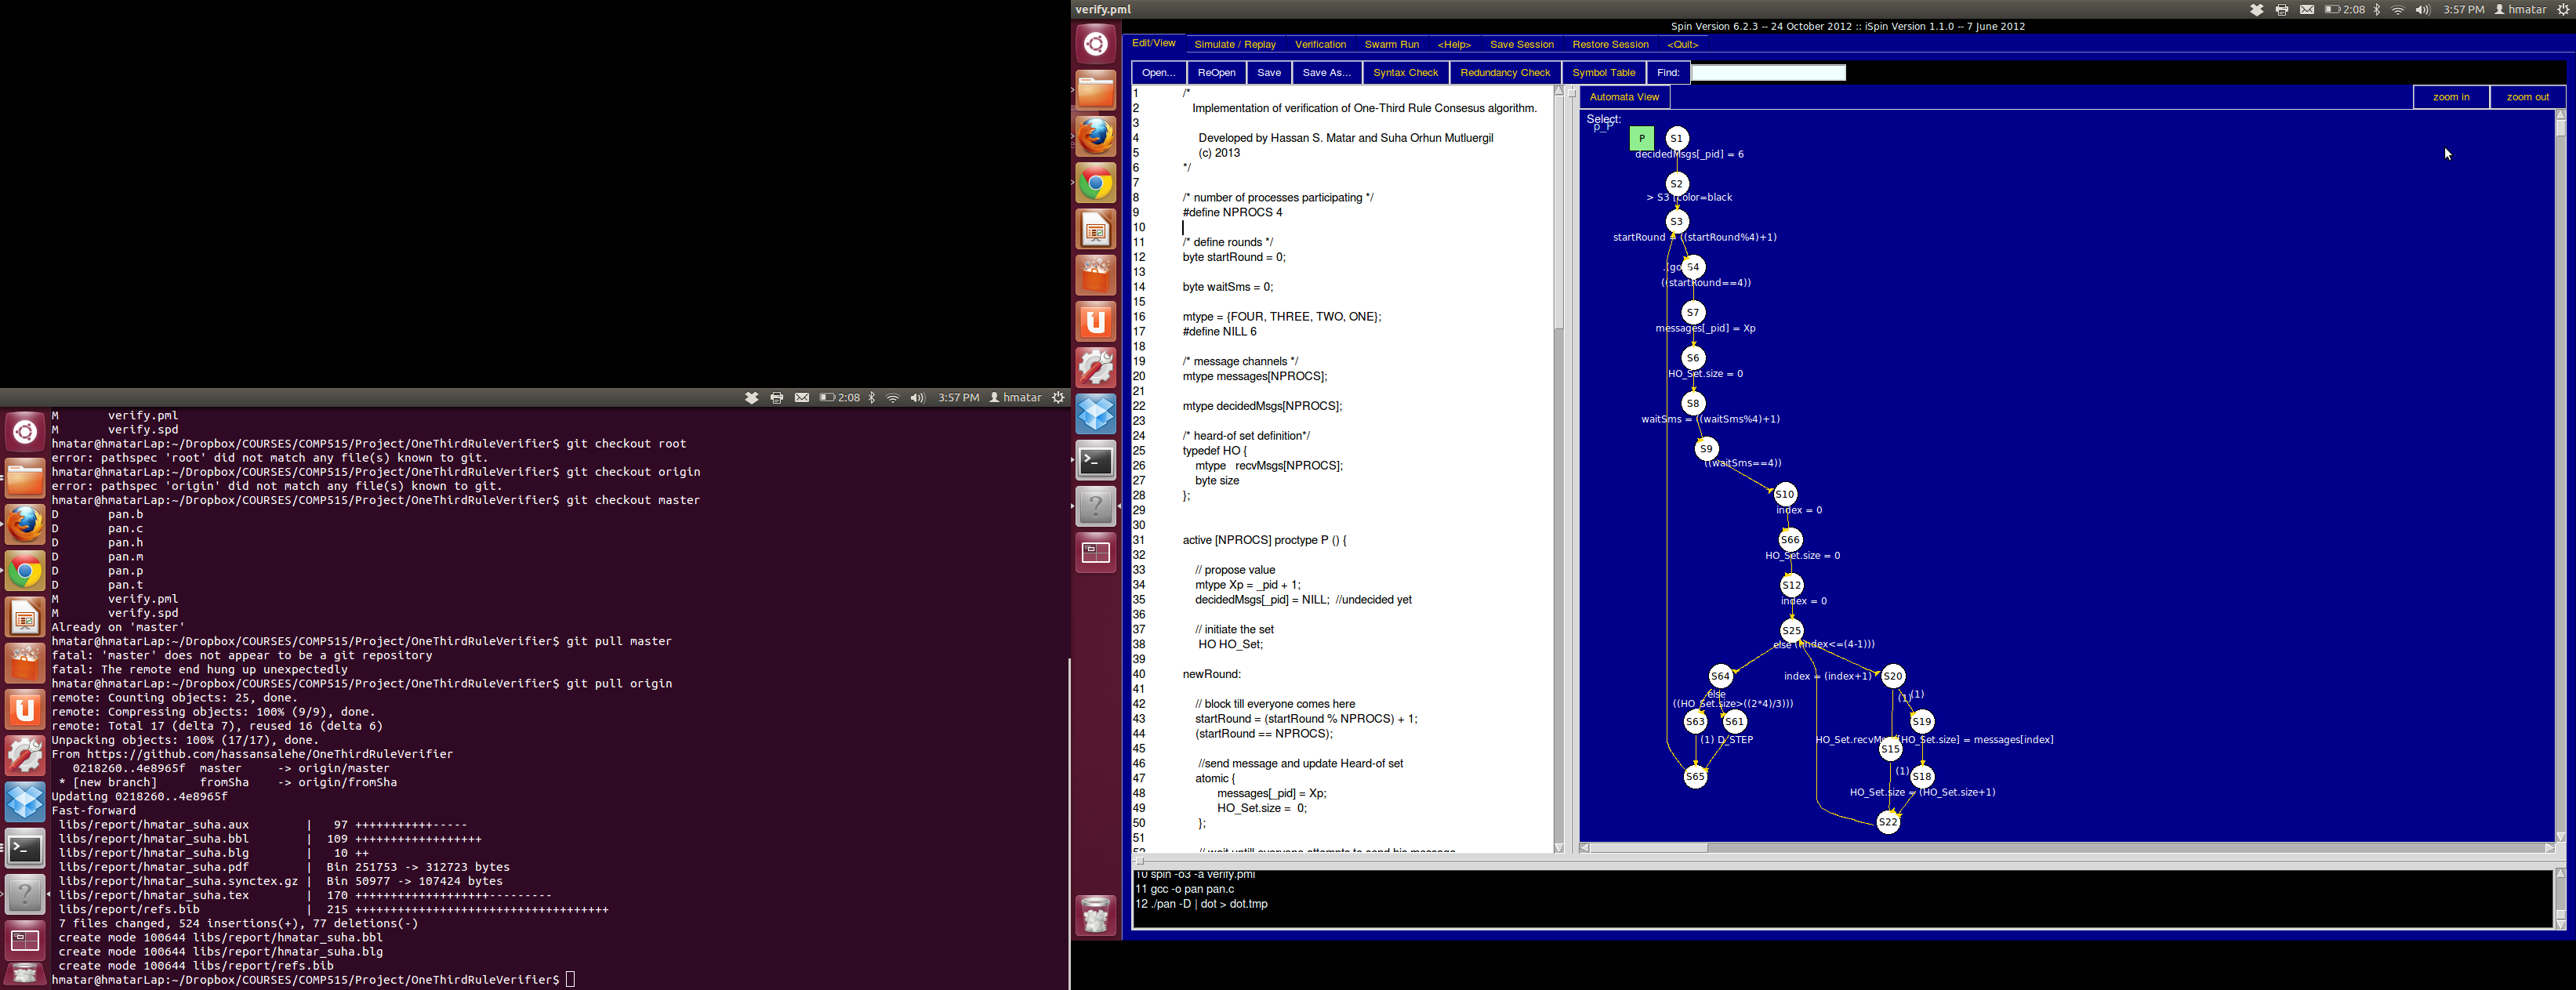 2:08 3:57 PM hmatar
M verify.pml
M verify.spd
hmatar@hmatarLap:~/Dropbox/COURSES/COMP515/Project/OneThirdRuleVerifier$ git checkout root
error: pathspec 'root' did not match any file(s) known to git.
hmatar@hmatarLap:~/Dropbox/COURSES/COMP515/Project/OneThirdRuleVerifier$ git checkout origin
error: pathspec 'origin' did not match any file(s) known to git.
hmatar@hmatarLap:~/Dropbox/COURSES/COMP515/Project/OneThirdRuleVerifier$ git checkout master
D pan.b
D pan.c
D pan.h
D pan.m
D pan.p
D pan.t
M verify.pml
M verify.spd
Already on 'master'
hmatar@hmatarLap:~/Dropbox/COURSES/COMP515/Project/OneThirdRuleVerifier$ git pull master
fatal: 'master' does not appear to be a git repository
fatal: The remote end hung up unexpectedly
hmatar@hmatarLap:~/Dropbox/COURSES/COMP515/Project/OneThirdRuleVerifier$ git pull origin
remote: Counting objects: 25, done.
remote: Compressing objects: 100% (9/9), done.
remote: Total 17 (delta 7), reused 16 (delta 6)
Unpacking objects: 100% (17/17), done.
From https://github.com/hassansalehe/OneThirdRuleVerifier
0218260..4e8965f master -> origin/master
* [new branch] fromSha -> origin/fromSha
Updating 0218260..4e8965f
Fast-forward
libs/report/hmatar_suha.aux | 97 +++++++++++-----
libs/report/hmatar_suha.bbl | 109 ++++++++++++++++++
libs/report/hmatar_suha.blg | 10 ++
libs/report/hmatar_suha.pdf | Bin 251753 -> 312723 bytes
libs/report/hmatar_suha.synctex.gz | Bin 50977 -> 107424 bytes
libs/report/hmatar_suha.tex | 170 +++++++++++++++++++---------
libs/report/refs.bib | 215 ++++++++++++++++++++++++++++++++++++
7 files changed, 524 insertions(+), 77 deletions(-)
create mode 100644 libs/report/hmatar_suha.bbl
create mode 100644 libs/report/hmatar_suha.blg
create mode 100644 libs/report/refs.bib
hmatar@hmatarLap:~/Dropbox/COURSES/COMP515/Project/OneThirdRuleVerifier$
verify.pml
2:08 3:57 PM hmatar
Spin Version 6.2.3 -- 24 October 2012 :: iSpin Version 1.1.0 -- 7 June 2012
Edit/View Simulate / Replay Verification Swarm Run <Help> Save Session Restore Session <Quit>
Open... ReOpen Save Save As... Syntax Check Redundancy Check Symbol Table Find:
1 /*
2 Implementation of verification of One-Third Rule Consesus algorithm.
3
4 Developed by Hassan S. Matar and Suha Orhun Mutluergil
5 (c) 2013
6 */
7
8 /* number of processes participating */
9 #define NPROCS 4
10
11 /* define rounds */
12 byte startRound = 0;
13
14 byte waitSms = 0;
15
16 mtype = {FOUR, THREE, TWO, ONE};
17 #define NILL 6
18
19 /* message channels */
20 mtype messages[NPROCS];
21
22 mtype decidedMsgs[NPROCS];
23
24 /* heard-of set definition*/
25 typedef HO {
26 mtype recvMsgs[NPROCS];
27 byte size
28 };
29
30
31 active [NPROCS] proctype P () {
32
33 // propose value
34 mtype Xp = _pid + 1;
35 decidedMsgs[_pid] = NILL; //undecided yet
36
37 // initiate the set
38 HO HO_Set;
39
40 newRound:
41
42 // block till everyone comes here
43 startRound = (startRound % NPROCS) + 1;
44 (startRound == NPROCS);
45
46 //send message and update Heard-of set
47 atomic {
48 messages[_pid] = Xp;
49 HO_Set.size = 0;
50 };
51
52 // wait untill everyone attempts to send his message
Automata View zoom in zoom out
Select:
p_P
P S1
decidedMsgs[_pid] = 6
S2
> S3 [color=black
S3
startRound = ((startRound%4)+1)
S4
((startRound==4))
S7
messages[_pid] = Xp
S6
HO_Set.size = 0
S8
waitSms = ((waitSms%4)+1)
S9
((waitSms==4))
S10
index = 0
S66
HO_Set.size = 0
S12
index = 0
S25
else ((index<=(4-1)))
S64 index = (index+1) S20
else (1) (1)
((HO_Set.size>((2*4)/3)))
S63 S61 S19
(1) D_STEP [HO_Set.size] = messages[index]
S15
S65 (1) S18
HO_Set.size = (HO_Set.size+1)
S22
10 spin -o3 -a verify.pml
11 gcc -o pan pan.c
12 ./pan -D | dot > dot.tmp